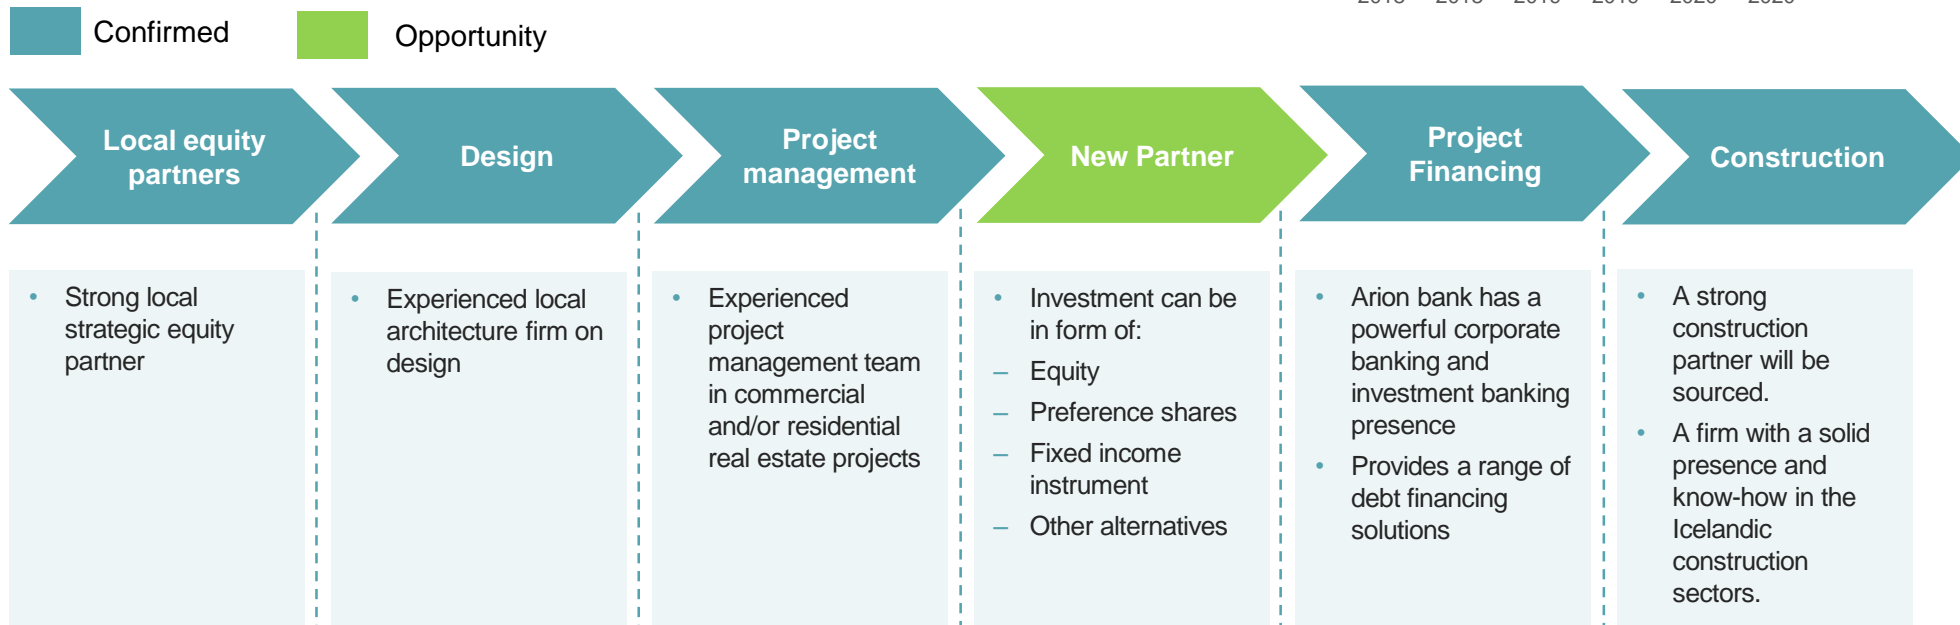 Confirmed
Opportunity
Local equity
partners
Design
Project
management
New Partner
Project
Financing
Construction
• Strong local
strategic equity
partner
• Experienced local
architecture firm on
design
• Experienced
project
management team
in commercial
and/or residential
real estate projects
• Investment can be
in form of:
– Equity
– Preference shares
– Fixed income
instrument
– Other alternatives
• Arion bank has a
powerful corporate
banking and
investment banking
presence
• Provides a range of
debt financing
solutions
• A strong
construction
partner will be
sourced.
• A firm with a solid
presence and
know-how in the
Icelandic
construction
sectors.